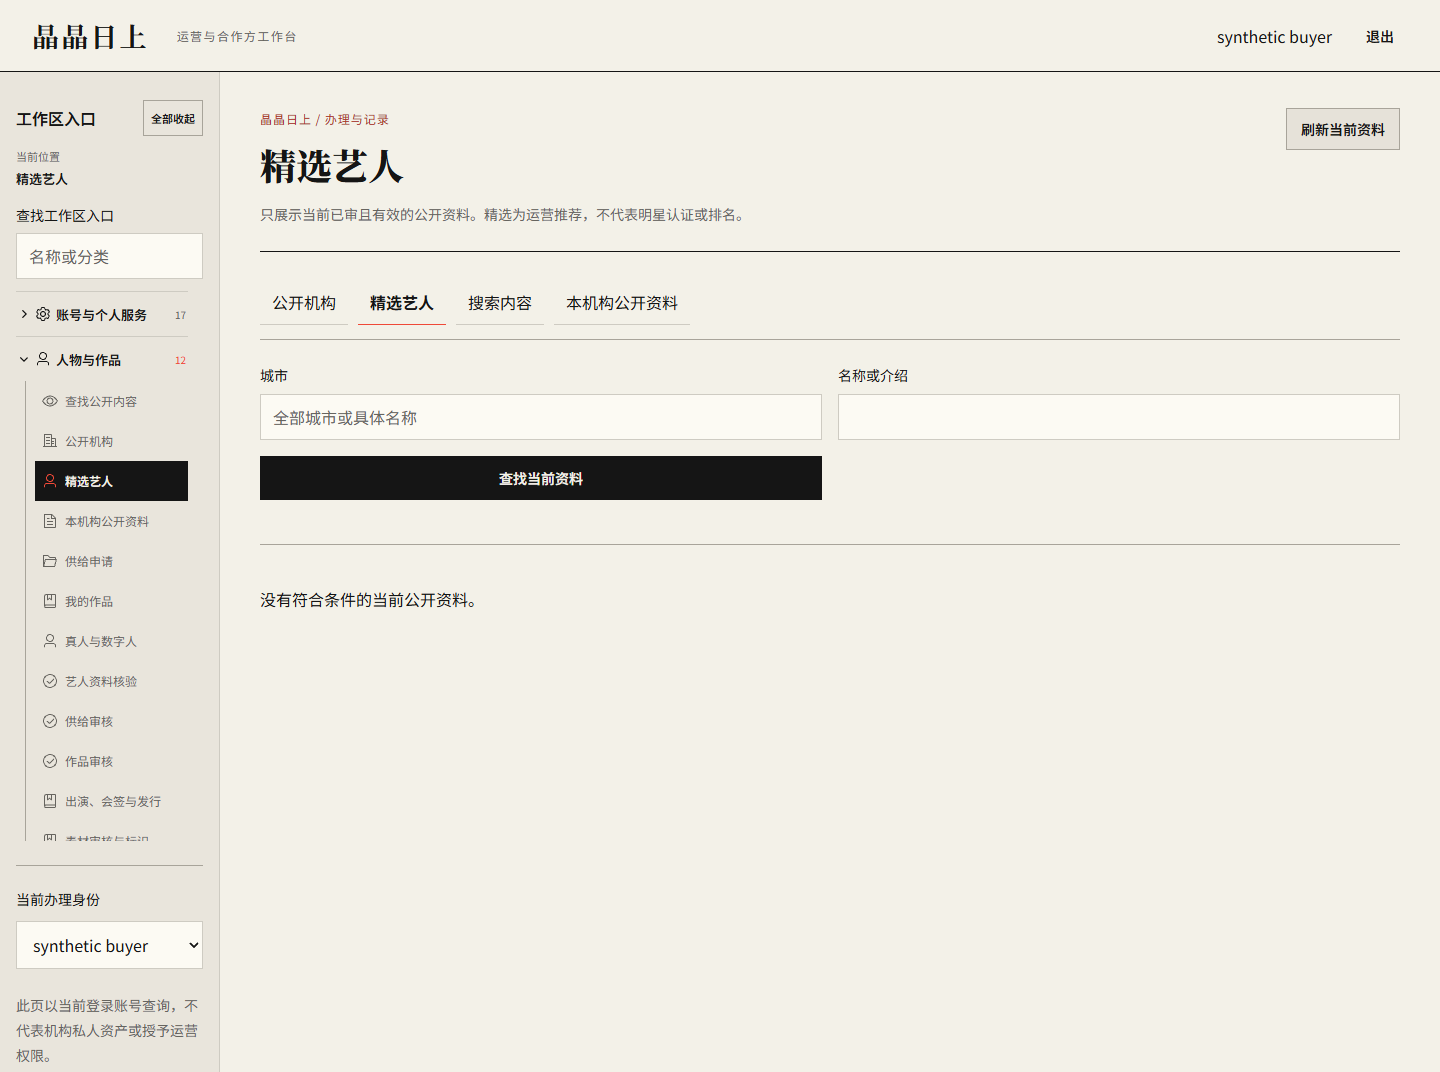 晶晶日上
运营与合作方工作台
synthetic buyer
退出
工作区入口
全部收起
当前位置
精选艺人
查找工作区入口
名称或分类
账号与个人服务
17
人物与作品
12
查找公开内容
公开机构
精选艺人
本机构公开资料
供给申请
我的作品
真人与数字人
艺人资料核验
供给审核
作品审核
出演、会签与发行
素材审核与标识
当前办理身份
synthetic buyer
此页以当前登录账号查询，不
代表机构私人资产或授予运营
权限。
晶晶日上 / 办理与记录
精选艺人
只展示当前已审且有效的公开资料。精选为运营推荐，不代表明星认证或排名。
刷新当前资料
公开机构
精选艺人
搜索内容
本机构公开资料
城市
全部城市或具体名称
名称或介绍
查找当前资料
没有符合条件的当前公开资料。